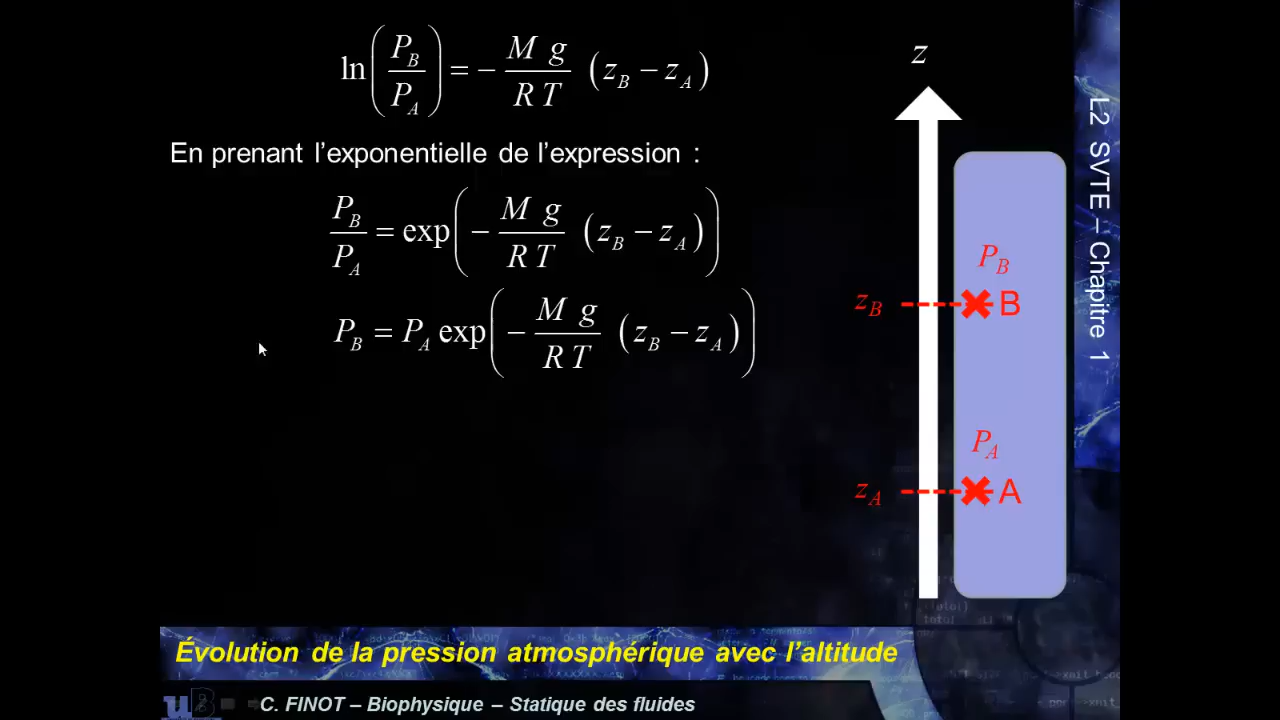 ln(P_B/P_A) = − M g/R T (z_B − z_A)
En prenant l’exponentielle de l’expression :
P_B/P_A = exp(− M g/R T (z_B − z_A))
P_B = P_A exp(− M g/R T (z_B − z_A))
z
P_B
z_B
B
P_A
z_A
A
L2 SVTE – Chapitre 1
Évolution de la pression atmosphérique avec l’altitude
C. FINOT – Biophysique – Statique des fluides